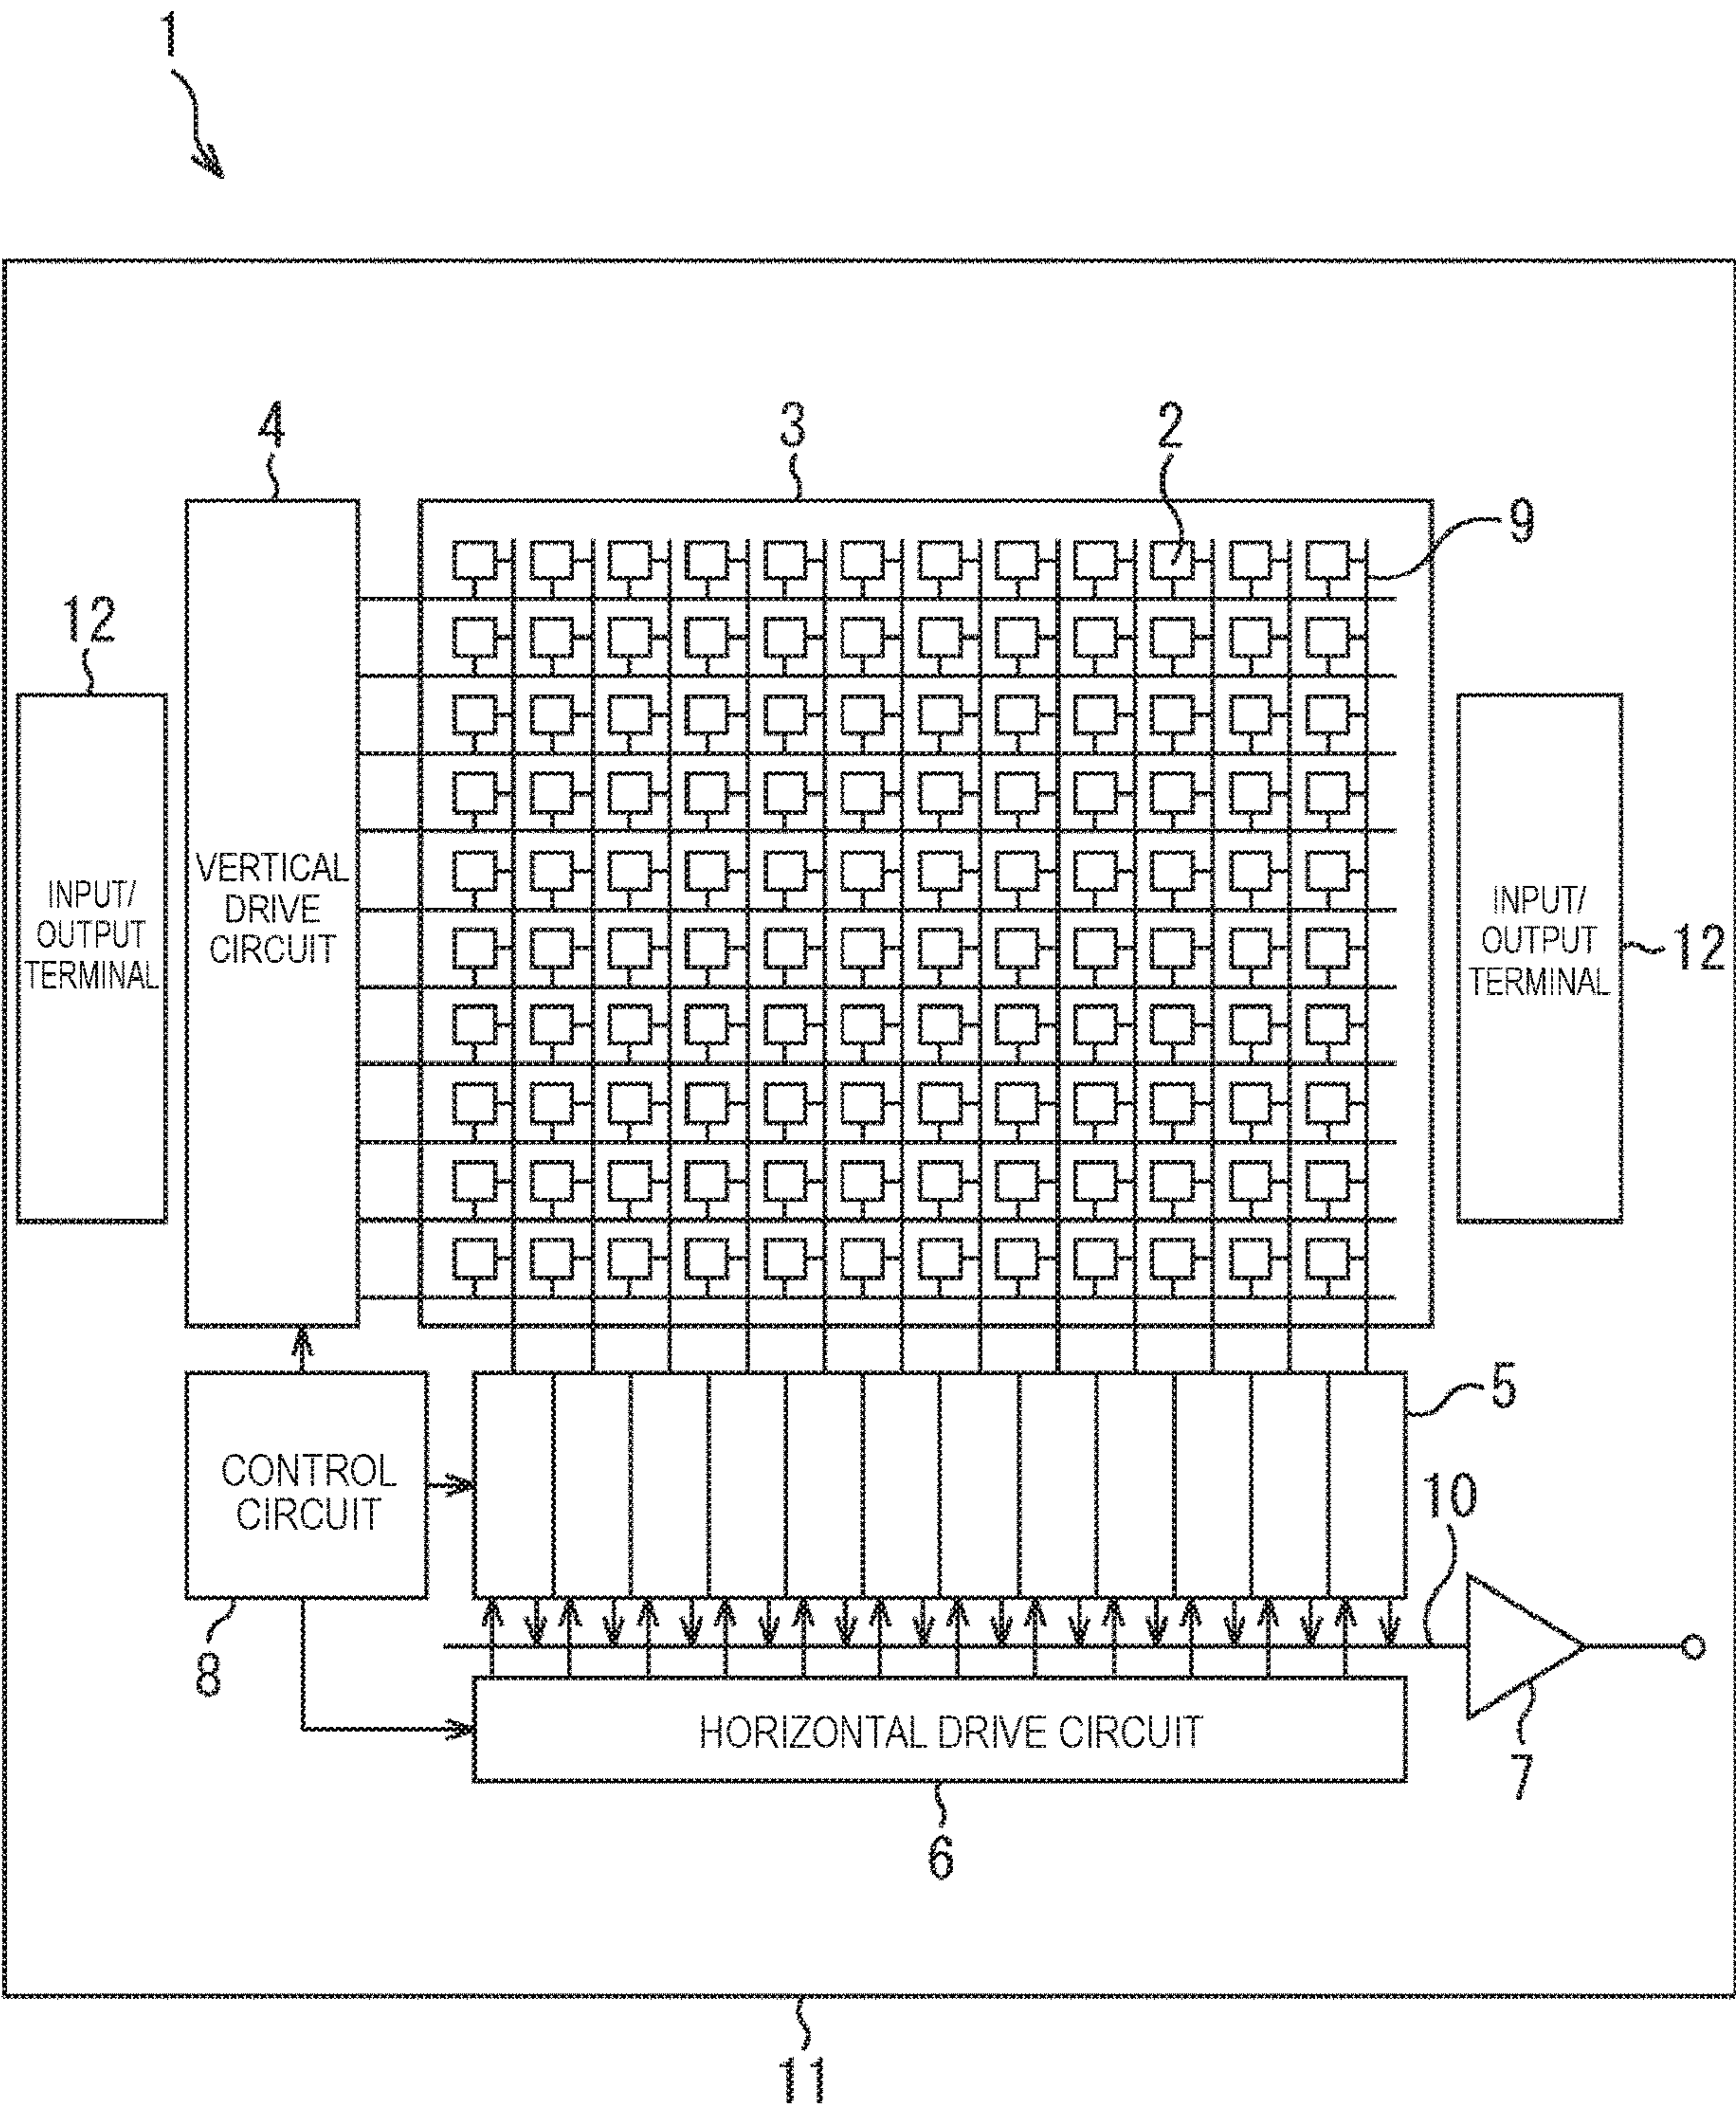 1
4
3
2
9
12
VERTICAL
DRIVE
CIRCUIT
INPUT/
OUTPUT
TERMINAL
INPUT/
OUTPUT
TERMINAL
12
5
CONTROL
CIRCUIT
10
8
HORIZONTAL DRIVE CIRCUIT
7
6
11